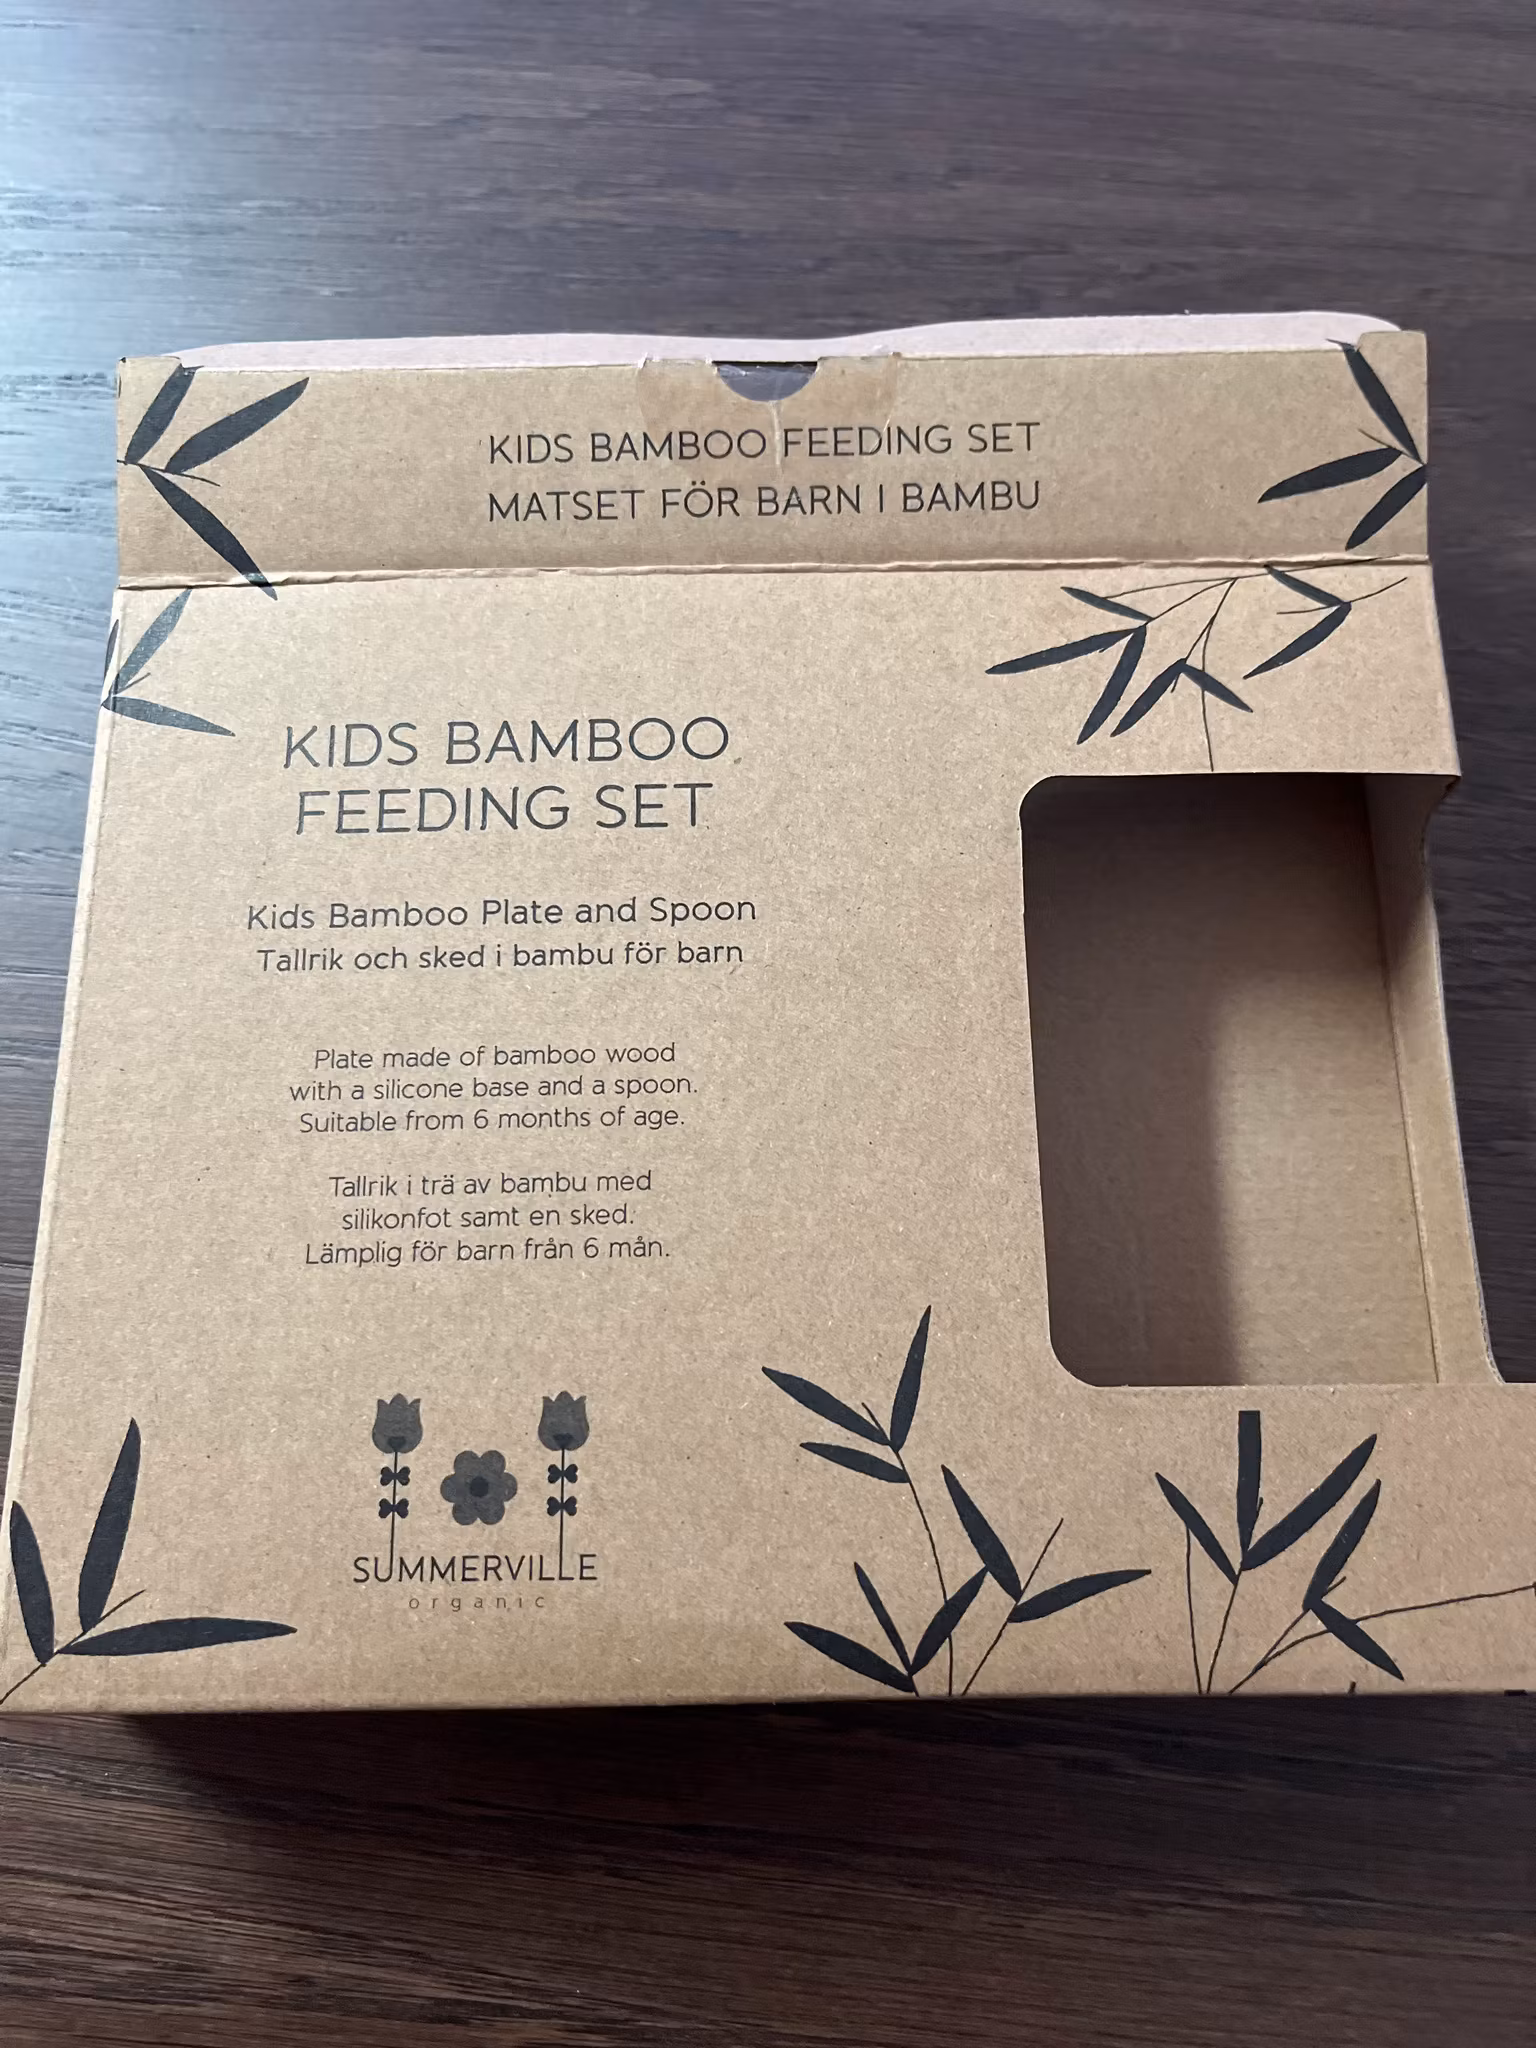 KIDS BAMBOO FEEDING SET
MATSET FÖR BARN I BAMBU
KIDS BAMBOO
FEEDING SET
Kids Bamboo Plate and Spoon
Tallrik och sked i bambu för barn
Plate made of bamboo wood
with a silicone base and a spoon.
Suitable from 6 months of age.
Tallrik i trä av bambu med
silikonfot samt en sked.
Lämplig för barn från 6 mån.
SUMMERVILLE
organic